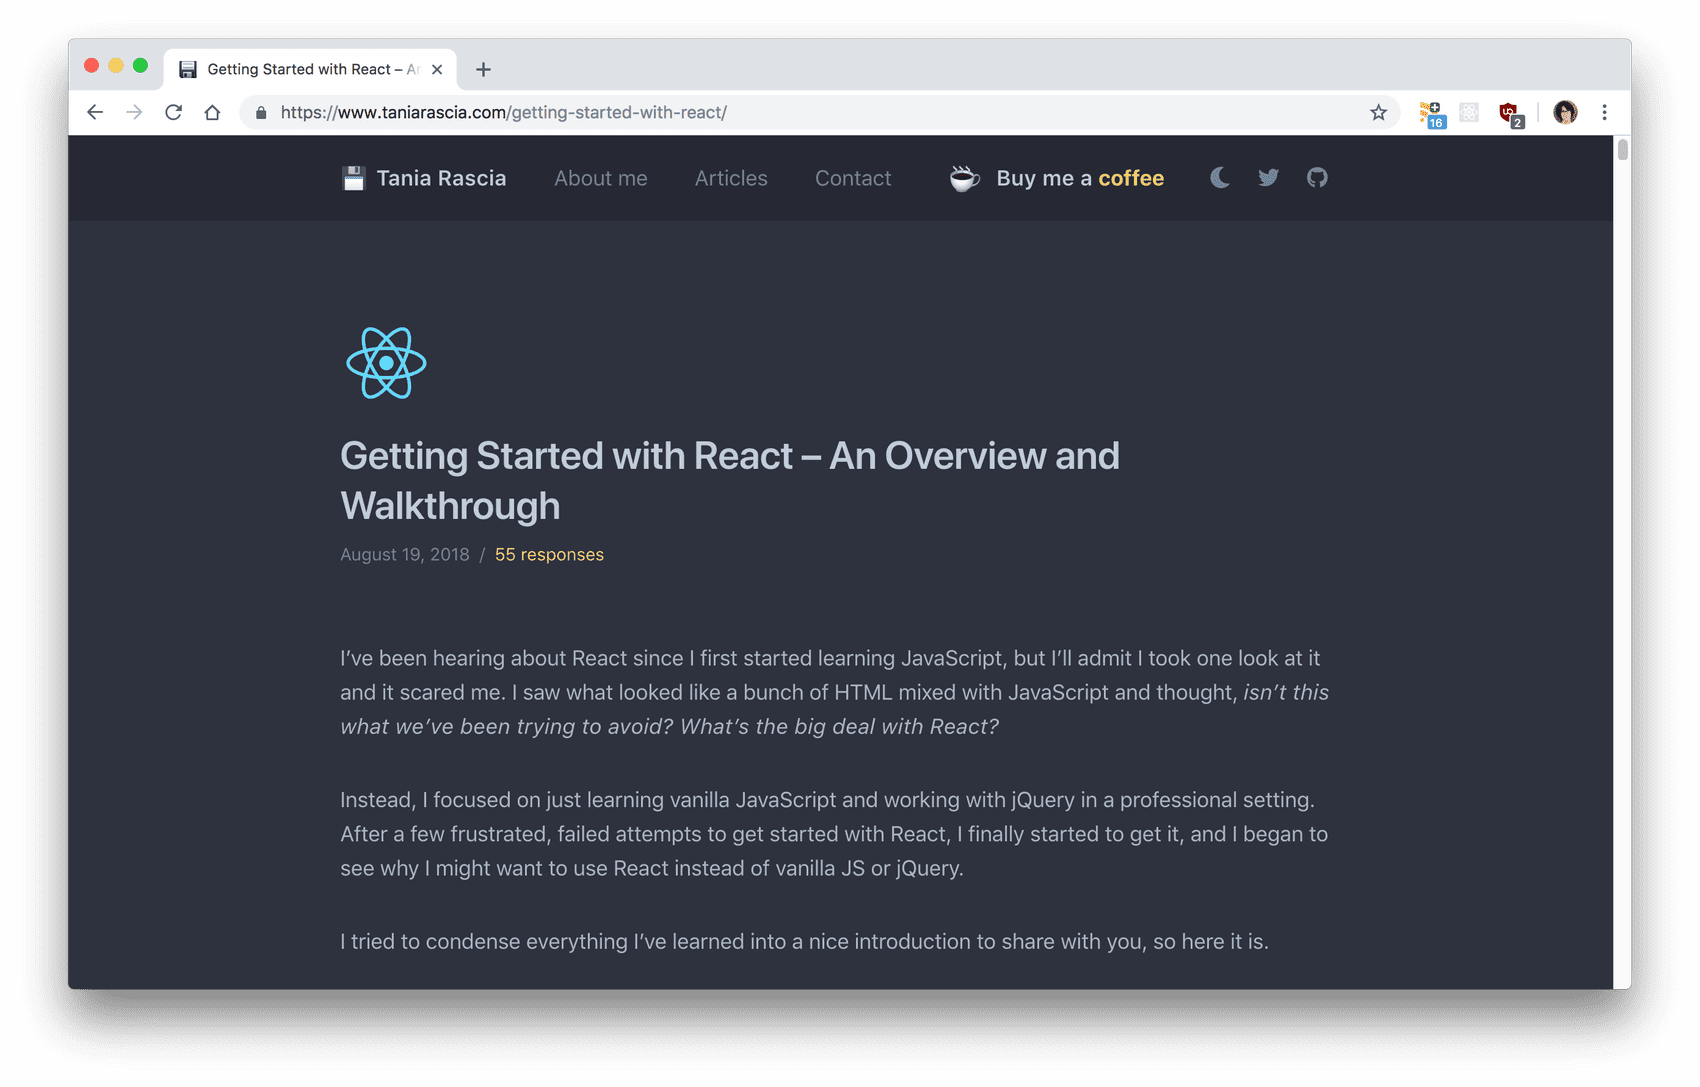 Getting Started with React – An
https://www.taniarascia.com/getting-started-with-react/
16
2
Tania Rascia
About me
Articles
Contact
Buy me a coffee
Getting Started with React – An Overview and
Walkthrough
August 19, 2018 / 55 responses
I’ve been hearing about React since I first started learning JavaScript, but I’ll admit I took one look at it
and it scared me. I saw what looked like a bunch of HTML mixed with JavaScript and thought, isn’t this
what we’ve been trying to avoid? What’s the big deal with React?
Instead, I focused on just learning vanilla JavaScript and working with jQuery in a professional setting.
After a few frustrated, failed attempts to get started with React, I finally started to get it, and I began to
see why I might want to use React instead of vanilla JS or jQuery.
I tried to condense everything I’ve learned into a nice introduction to share with you, so here it is.